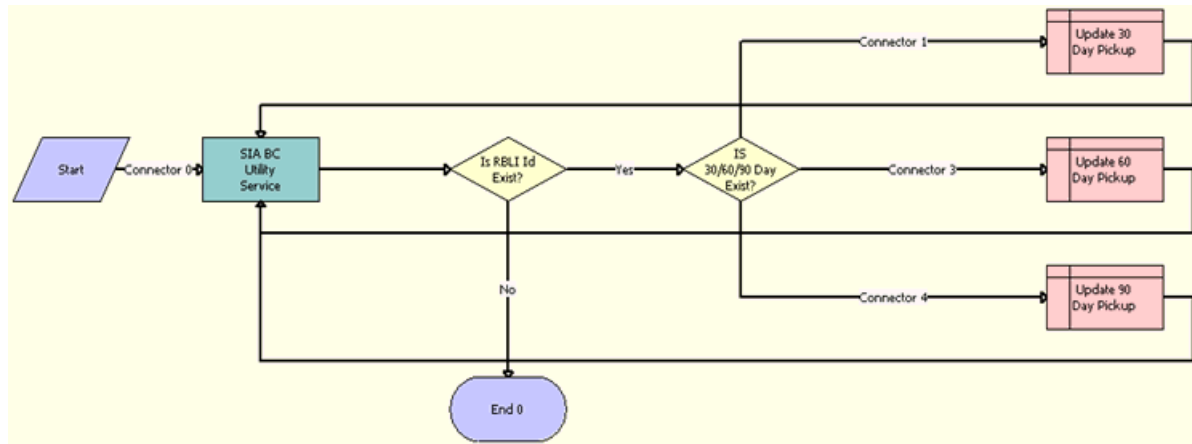 Connector 1
Update 30
Day Pickup
Start
Connector 0
SIA BC
Utility
Service
Is RBLI Id
Exist?
Yes
IS
30/60/90 Day
Exist?
Connector 3
Update 60
Day Pickup
No
Connector 4
Update 90
Day Pickup
End 0